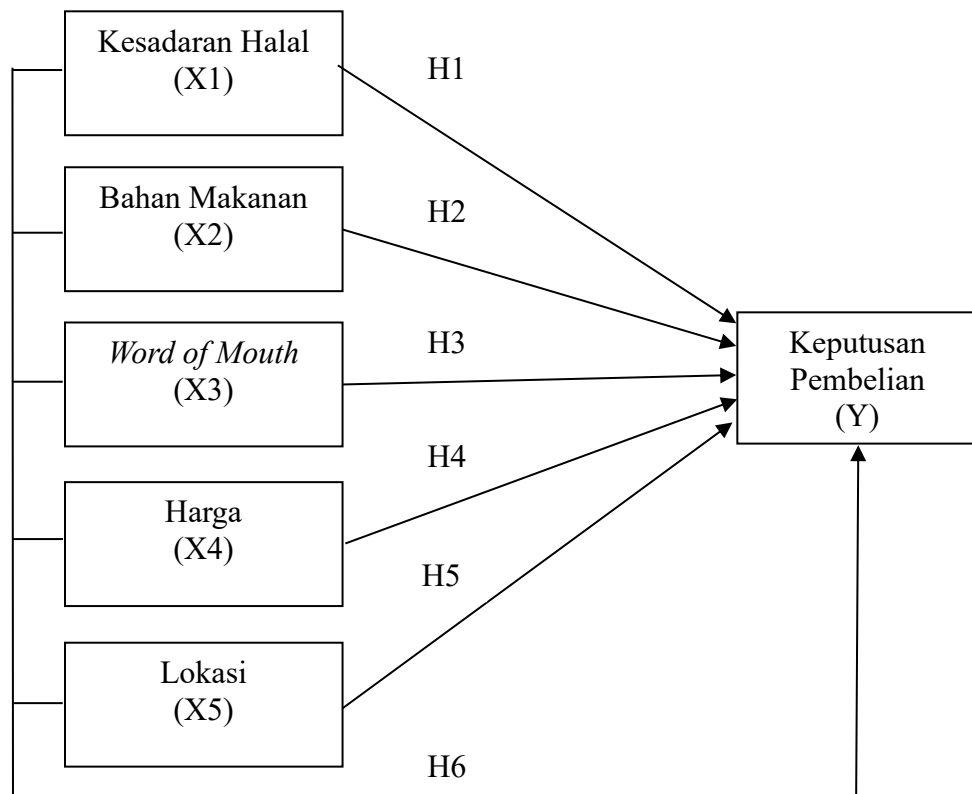 Kesadaran Halal
(X1)
H1
Bahan Makanan
(X2)
H2
Word of Mouth
(X3)
H3
Keputusan
Pembelian
(Y)
Harga
(X4)
H4
H5
Lokasi
(X5)
H6